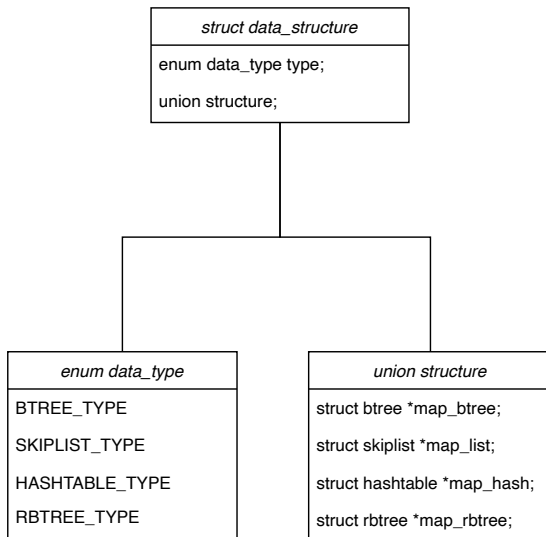 struct data_structure
enum data_type type;
union structure;
enum data_type
BTREE_TYPE
SKIPLIST_TYPE
HASHTABLE_TYPE
RBTREE_TYPE
union structure
struct btree *map_btree;
struct skiplist *map_list;
struct hashtable *map_hash;
struct rbtree *map_rbtree;